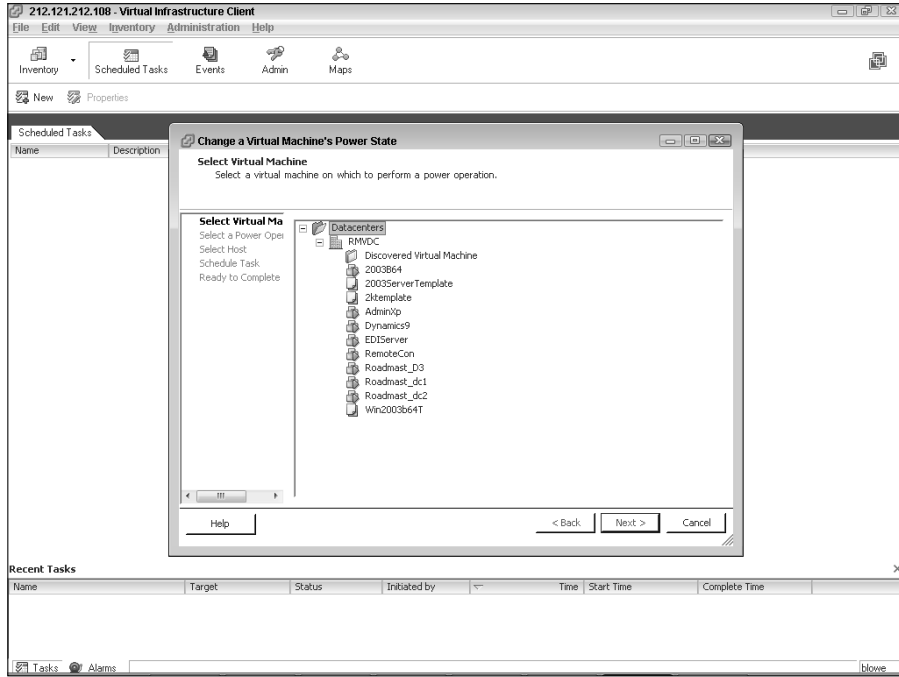 212.121.212.108 - Virtual Infrastructure Client
File Edit View Inventory Administration Help
Inventory Scheduled Tasks Events Admin Maps
New Properties
Scheduled Tasks
Name Description
Change a Virtual Machine's Power State
Select Virtual Machine
Select a virtual machine on which to perform a power operation.
Select Virtual Ma
Select a Power Oper
Select Host
Schedule Task
Ready to Complete
Datacenters
RMVDC
Discovered Virtual Machine
2003B64
2003ServerTemplate
2ktemplate
AdminXp
Dynamics9
EDIServer
RemoteCon
Roadmast_D3
Roadmast_dc1
Roadmast_dc2
Win2003b64T
Help < Back Next > Cancel
Recent Tasks
Name Target Status Initiated by Time Start Time Complete Time
Tasks Alarms blowe